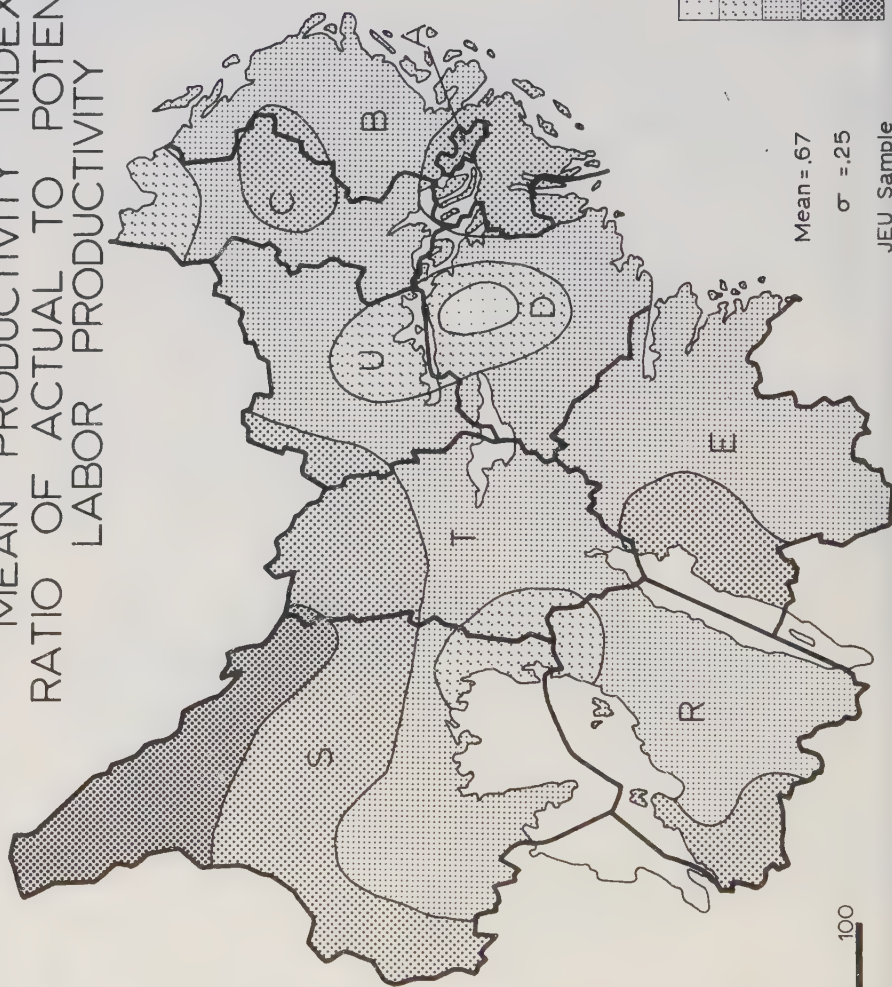 MEAN PRODUCTIVITY INDEX
RATIO OF ACTUAL TO POTEN
LABOR PRODUCTIVITY
A
B
C
U
D
S
T
E
R
Mean=.67
σ =.25
JEU Sample
100